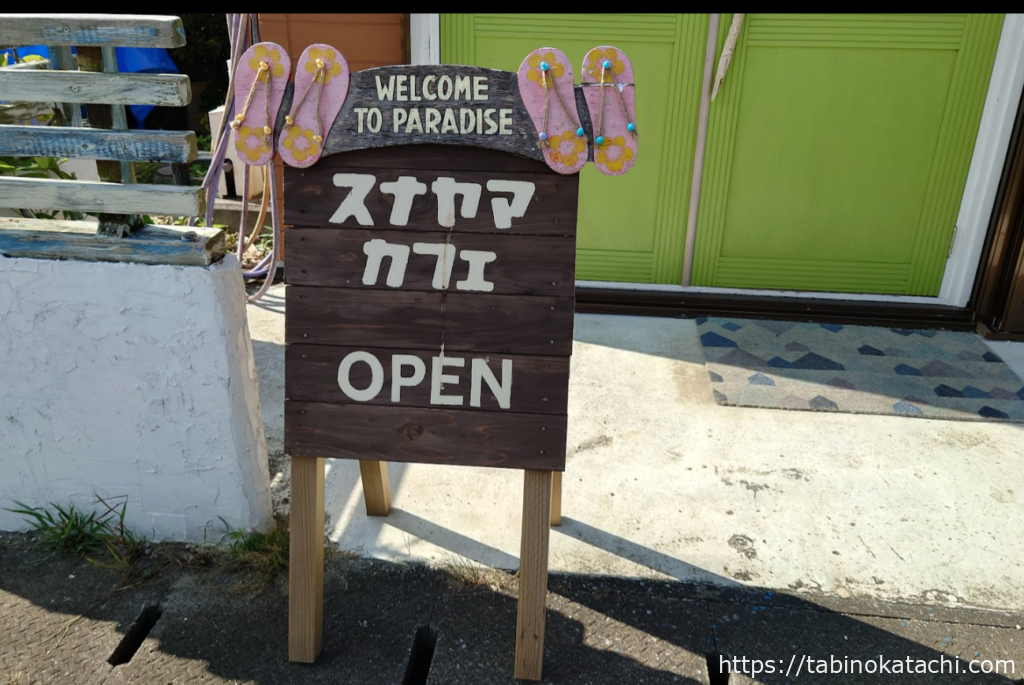 WELCOME
TO PARADISE
スナヤマ
カフェ
OPEN
https://tabinokatachi.com